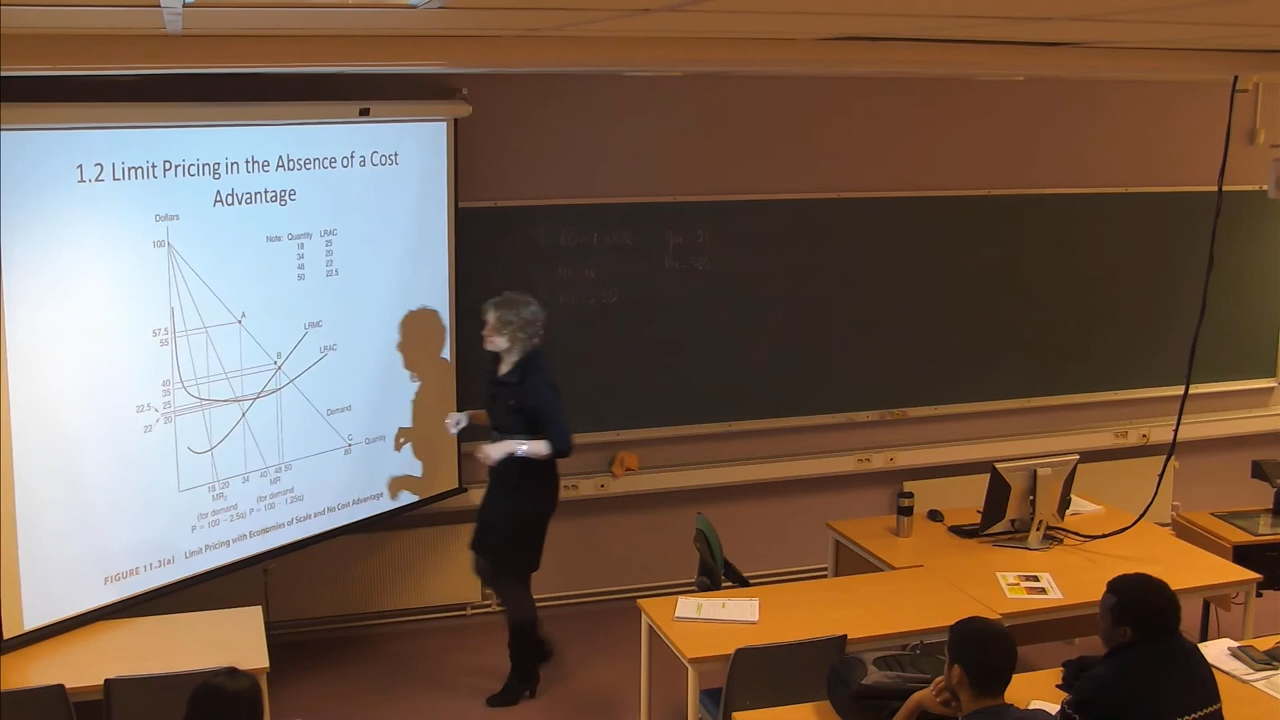 1.2 Limit Pricing in the Absence of a Cost
Advantage
Dollars
Note: Quantity LRAC
18 25
34 20
48 22
50 22.5
100
A
57.5
55
LRMC
B
LRAC
40
35
22.5
25
22
20
Demand
C
Quantity
80
18 20 34 40 48 50
MR₂ MR
(for demand (for demand
P = 100 − 2.5q) P = 100 − 1.25q)
FIGURE 11.3(a) Limit Pricing with Economies of Scale and No Cost Advantage